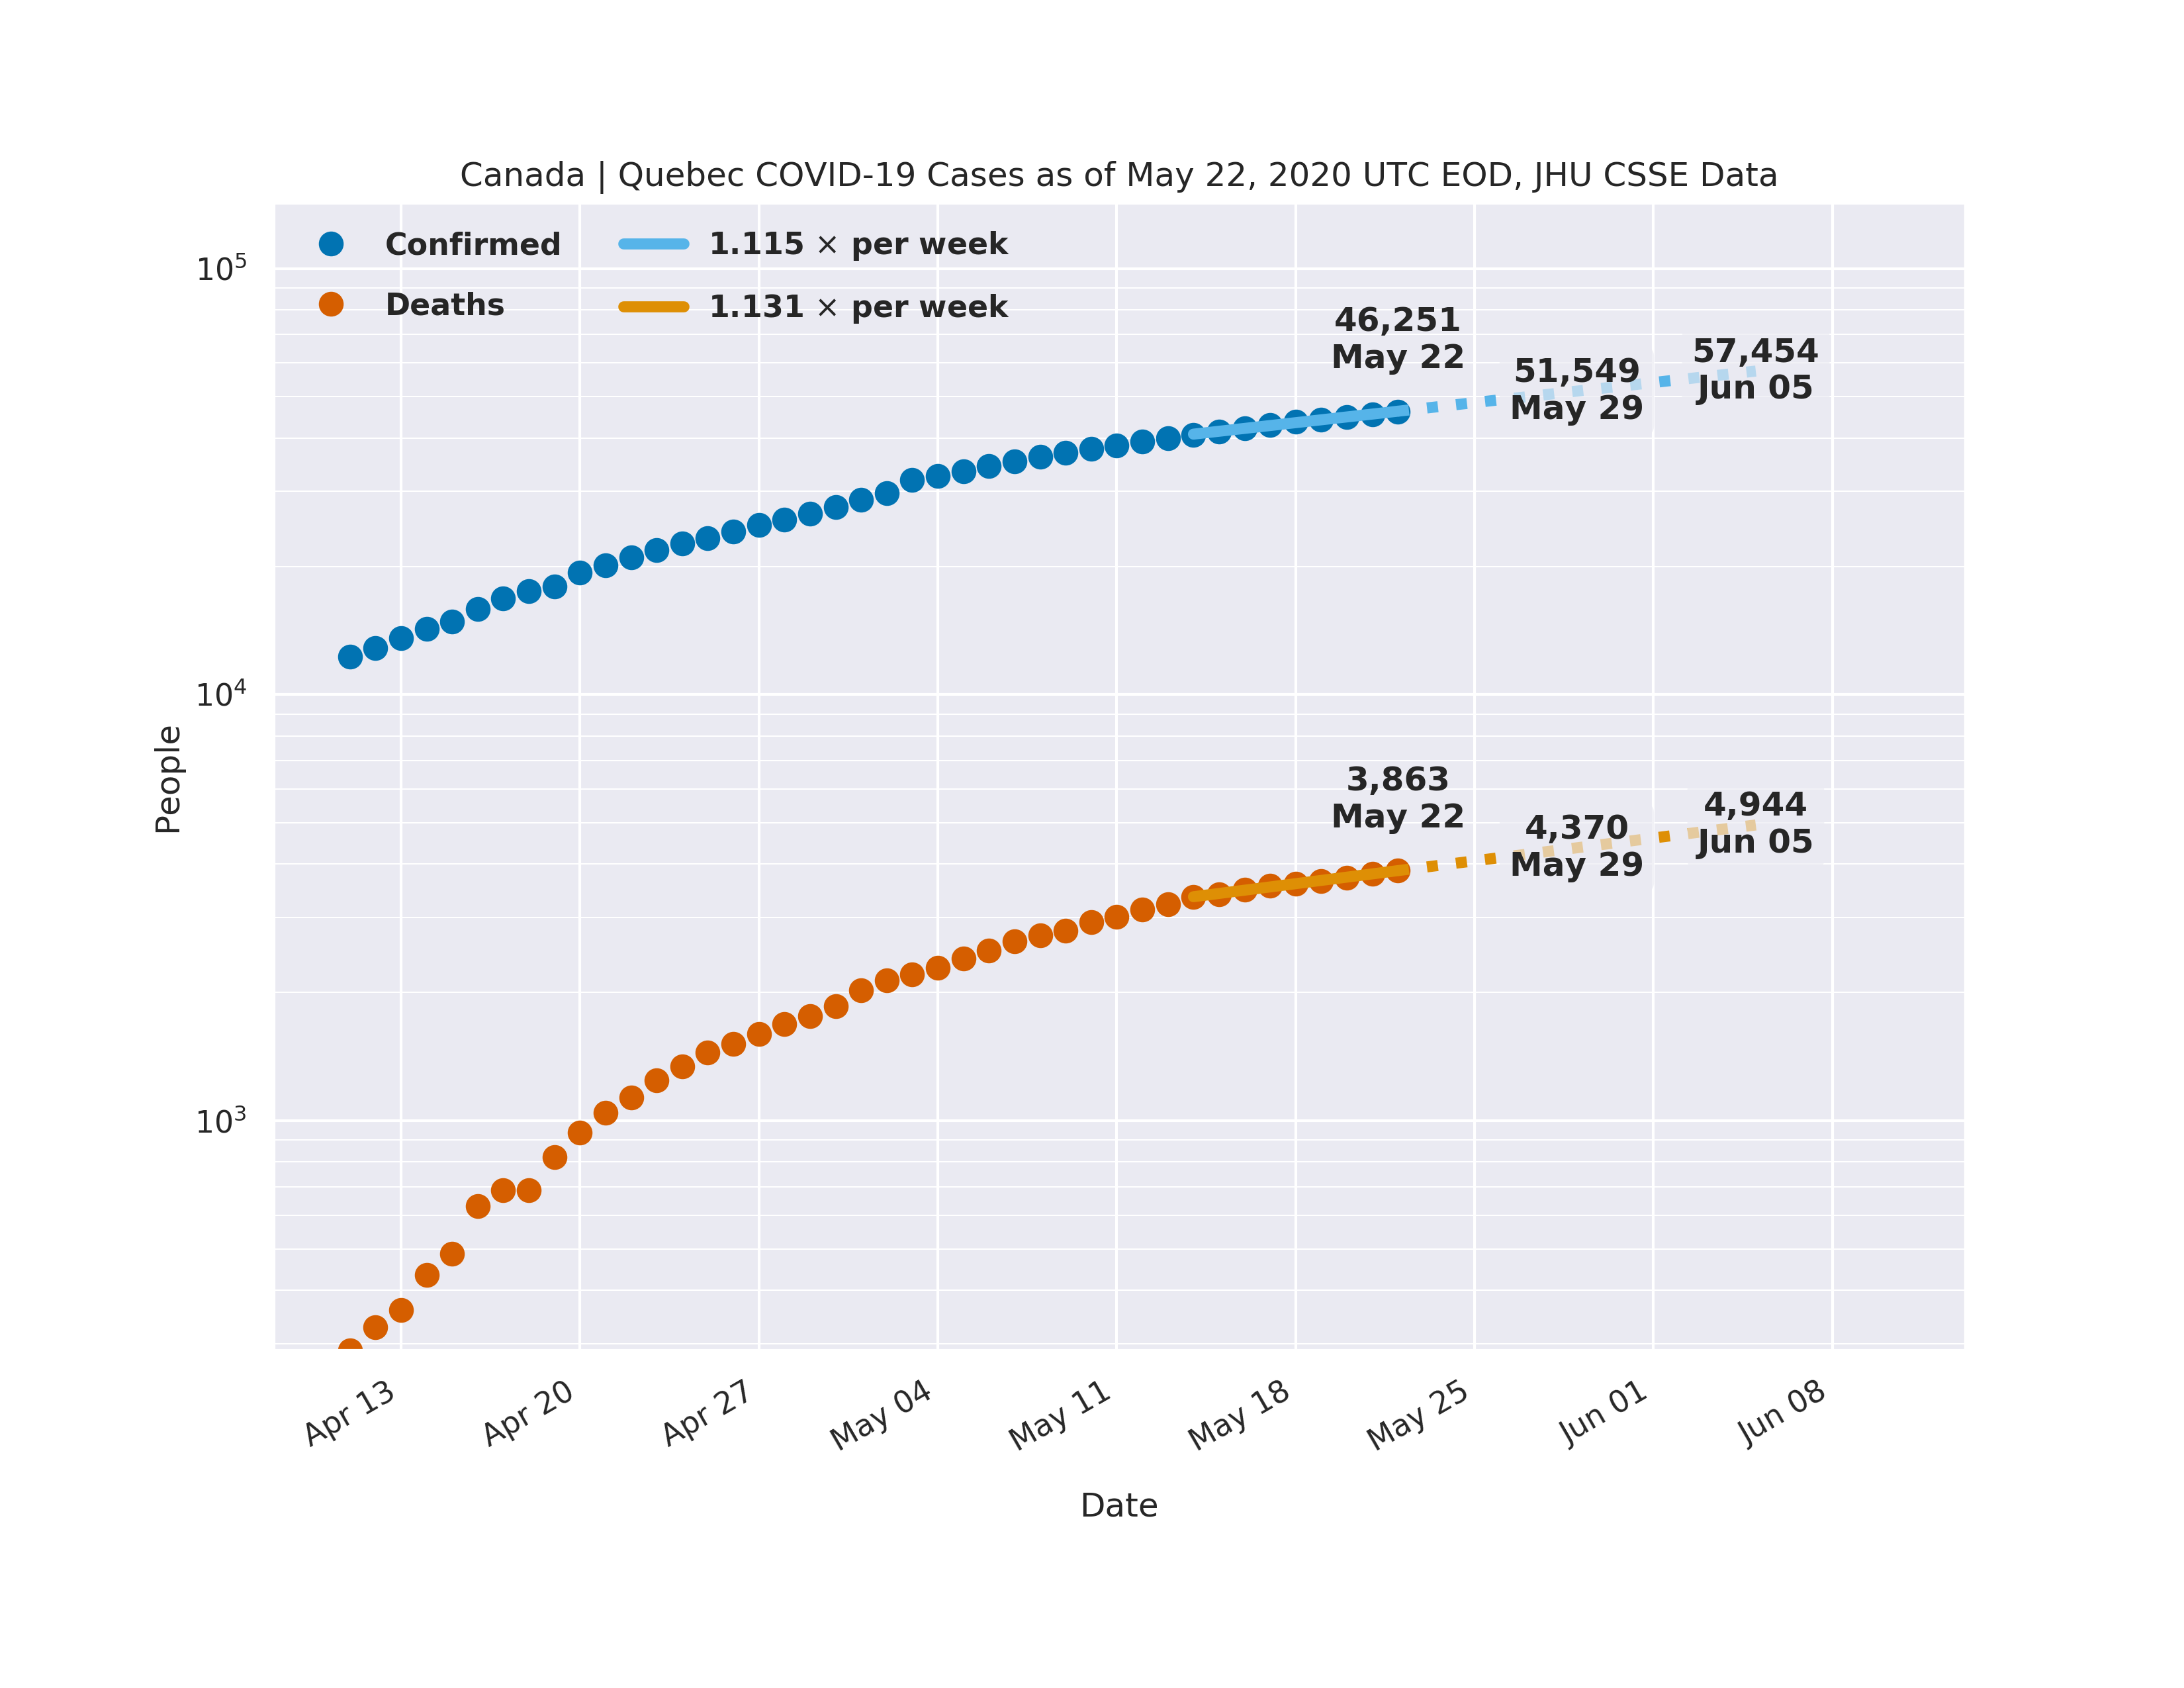 Canada | Quebec COVID-19 Cases as of May 22, 2020 UTC EOD, JHU CSSE Data
Confirmed
Deaths
1.115 × per week
1.131 × per week
46,251
May 22
51,549
May 29
57,454
Jun 05
3,863
May 22
4,370
May 29
4,944
Jun 05
10⁵
10⁴
10³
People
Apr 13
Apr 20
Apr 27
May 04
May 11
May 18
May 25
Jun 01
Jun 08
Date